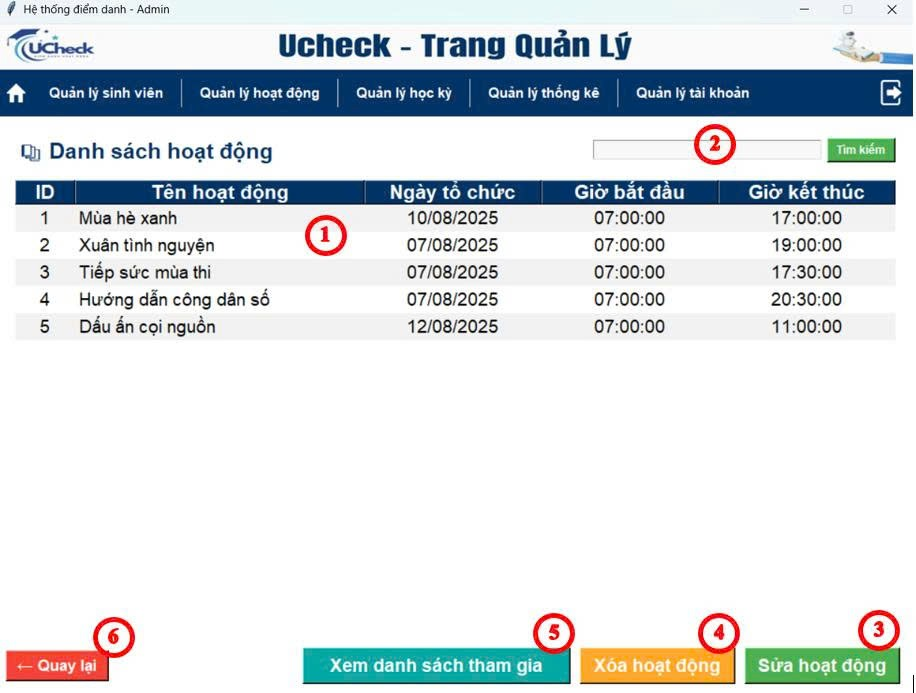 Hệ thống điểm danh - Admin
UCheck
Ucheck - Trang Quản Lý
Quản lý sinh viên Quản lý hoạt động Quản lý học kỳ Quản lý thống kê Quản lý tài khoản
Danh sách hoạt động 2 Tìm kiếm
ID Tên hoạt động Ngày tổ chức Giờ bắt đầu Giờ kết thúc
1 Mùa hè xanh 10/08/2025 07:00:00 17:00:00
1
2 Xuân tình nguyện 07/08/2025 07:00:00 19:00:00
3 Tiếp sức mùa thi 07/08/2025 07:00:00 17:30:00
4 Hướng dẫn công dân số 07/08/2025 07:00:00 20:30:00
5 Dấu ấn cọi nguồn 12/08/2025 07:00:00 11:00:00
6 5 4 3
← Quay lại Xem danh sách tham gia Xóa hoạt động Sửa hoạt động